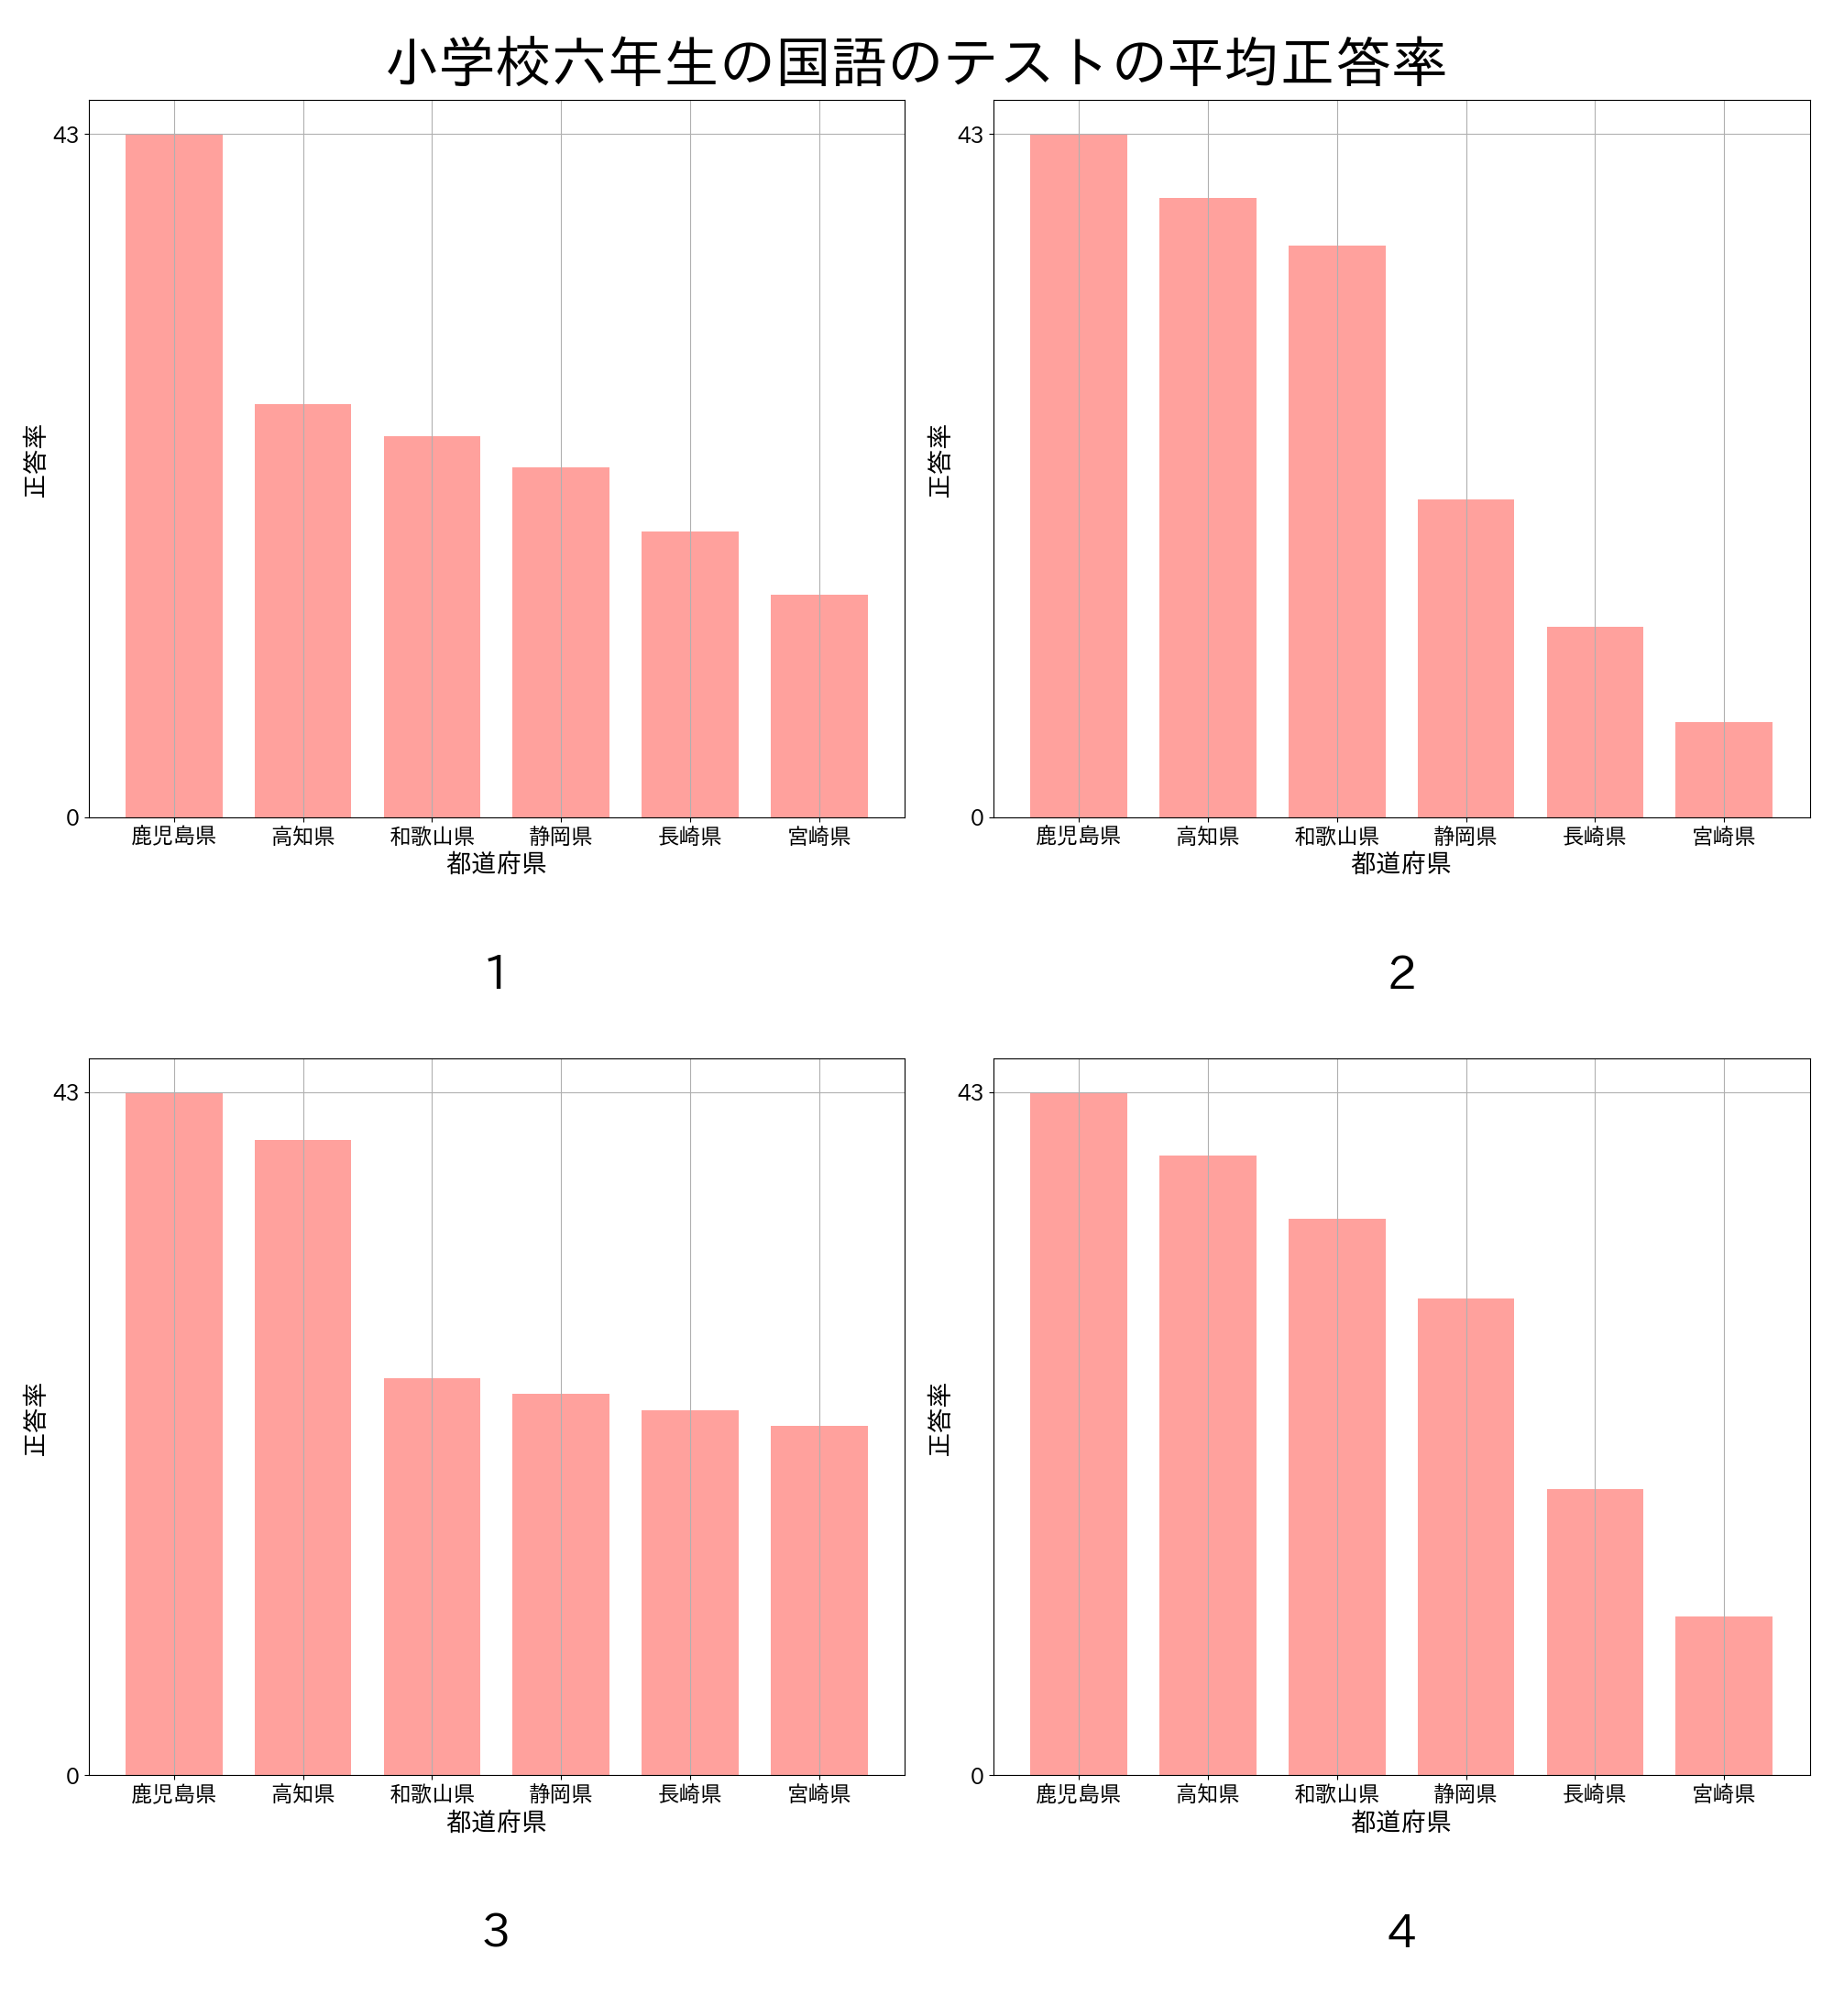 小学校六年生の国語のテストの平均正答率
43
0
正答率
鹿児島県 高知県 和歌山県 静岡県 長崎県 宮崎県
都道府県
1
43
0
正答率
鹿児島県 高知県 和歌山県 静岡県 長崎県 宮崎県
都道府県
2
43
0
正答率
鹿児島県 高知県 和歌山県 静岡県 長崎県 宮崎県
都道府県
3
43
0
正答率
鹿児島県 高知県 和歌山県 静岡県 長崎県 宮崎県
都道府県
4